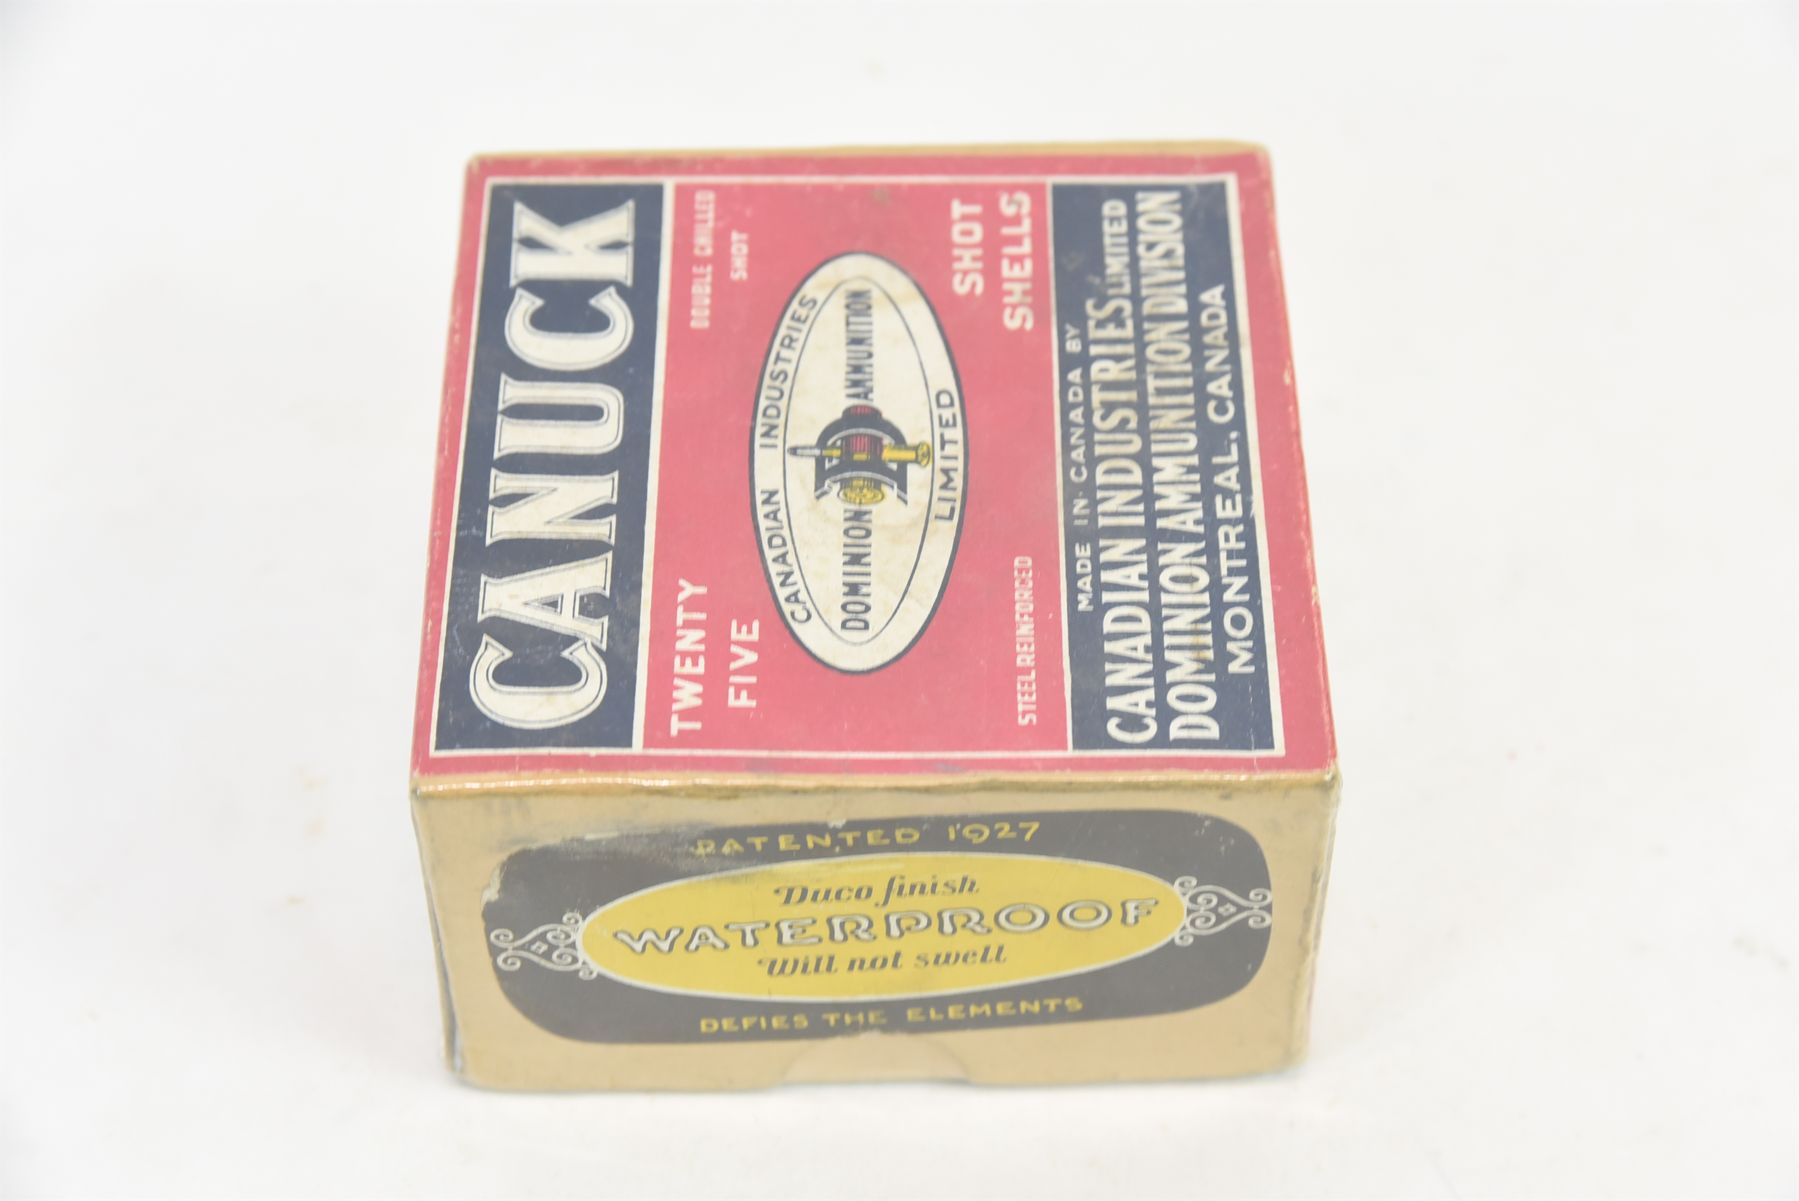 CANUCK
TWENTY
FIVE
DOUBLE CHILLED
SHOT
CANADIAN INDUSTRIES
DOMINION AMMUNITION
LIMITED
STEEL REINFORCED
SHOT
SHELLS
MADE IN CANADA BY
CANADIAN INDUSTRIES LIMITED
DOMINION AMMUNITION DIVISION
MONTREAL, CANADA
PATENTED 1927
Duco finish
WATERPROOF
Will not swell
DEFIES THE ELEMENTS